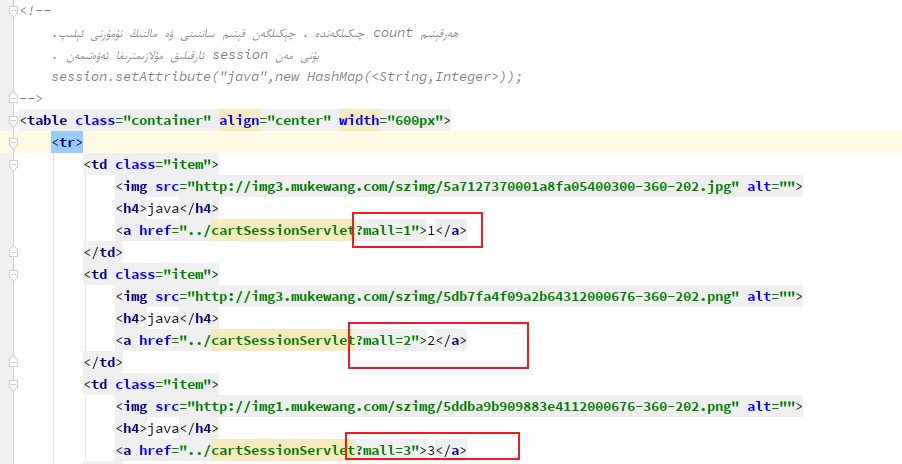 <!--
ھەرقېتىم count چىكىلگەندە ، چېكىلگەن قېتىم سانىنى ۋە مالنىڭ نۇمۇرنى ئېلىپ.
بۇنى مەن session ئارقىلىق مۇلازىمتىرىغا ئەۋەتىمەن .
session.setAttribute("java",new HashMap(<String,Integer>));
-->
<table class="container" align="center" width="600px">
<tr>
<td class="item">
<img src="http://img3.mukewang.com/szimg/5a7127370001a8fa05400300-360-202.jpg" alt="">
<h4>java</h4>
<a href="../cartSessionServlet?mall=1">1</a>
</td>
<td class="item">
<img src="http://img3.mukewang.com/szimg/5db7fa4f09a2b64312000676-360-202.png" alt="">
<h4>java</h4>
<a href="../cartSessionServlet?mall=2">2</a>
</td>
<td class="item">
<img src="http://img1.mukewang.com/szimg/5ddba9b909883e4112000676-360-202.png" alt="">
<h4>java</h4>
<a href="../cartSessionServlet?mall=3">3</a>